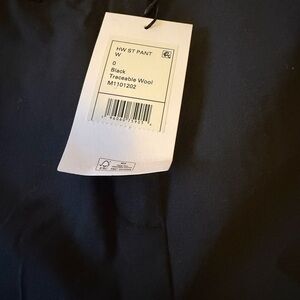 HW ST PANT
W
0
Black
Traceable Wool
M1101202